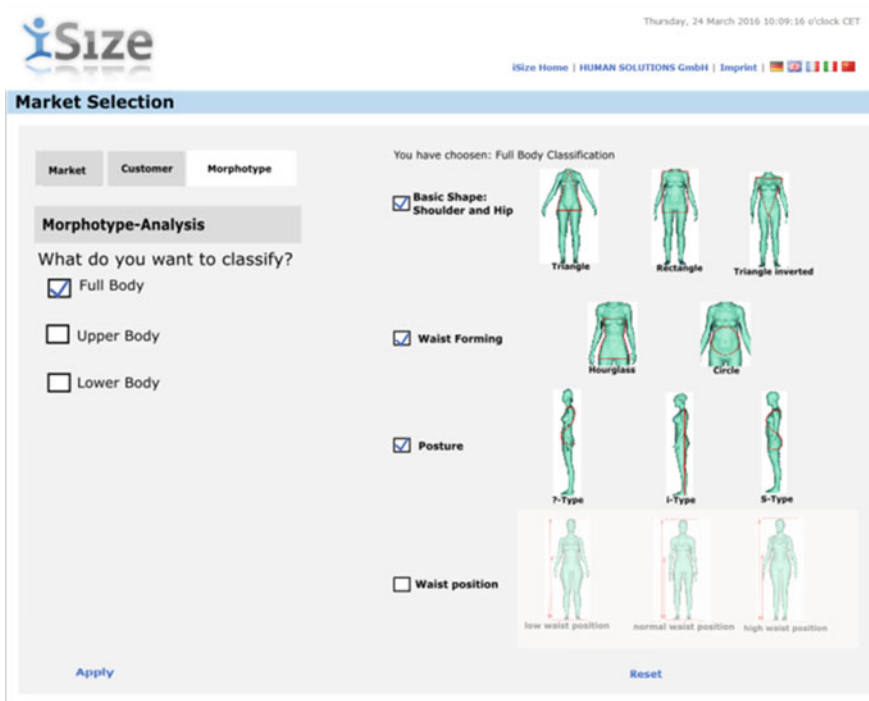 Thursday, 24 March 2016 10:09:16 o'clock CET
iSize
iSize Home | HUMAN SOLUTIONS GmbH | Imprint |
Market Selection
Market Customer Morphotype
Morphotype-Analysis
What do you want to classify?
Full Body
Upper Body
Lower Body
You have choosen: Full Body Classification
Basic Shape:
Shoulder and Hip
Triangle Rectangle Triangle inverted
Waist Forming
Hourglass Circle
Posture
?-Type i-Type S-Type
Waist position
low waist position normal waist position high waist position
Apply Reset